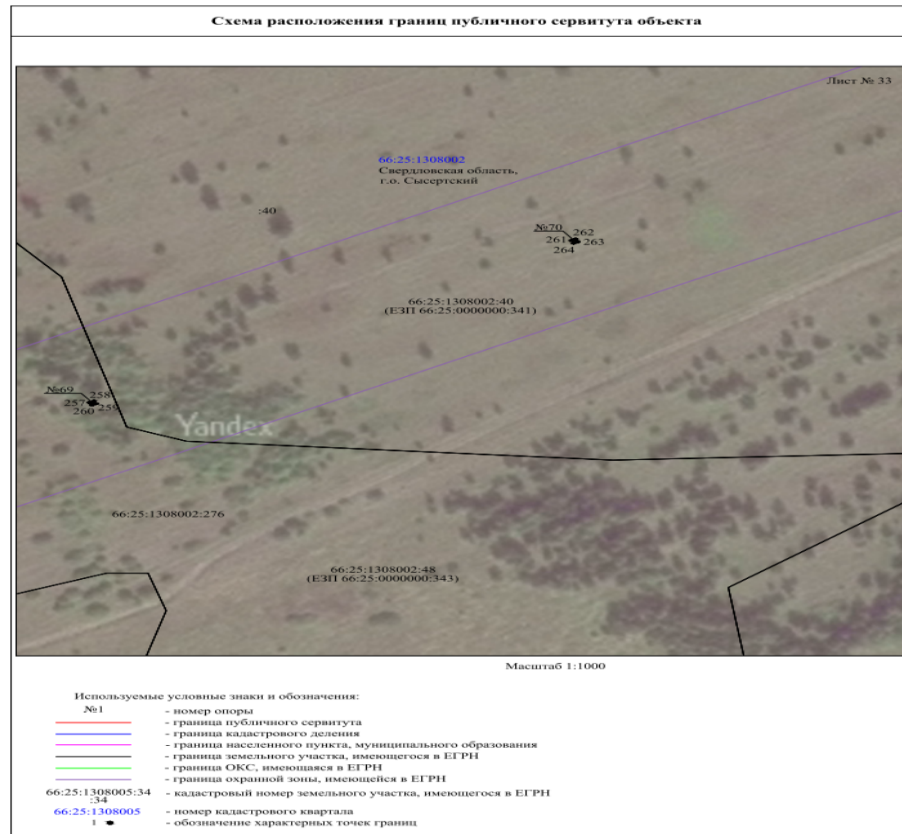 Схема расположения границ публичного сервитута объекта
Лист № 33
66:25:1308002
Свердловская область,
г.о. Сысертский
:40
№70
262
261
263
264
66:25:1308002:40
(ЕЗП 66:25:0000000:341)
№69
258
257
259
260
Yandex
66:25:1308002:276
66:25:1308002:48
(ЕЗП 66:25:0000000:343)
Масштаб 1:1000
Используемые условные знаки и обозначения:
№1 - номер опоры
- граница публичного сервитута
- граница кадастрового деления
- граница населенного пункта, муниципального образования
- граница земельного участка, имеющегося в ЕГРН
- граница ОКС, имеющаяся в ЕГРН
- граница охранной зоны, имеющейся в ЕГРН
66:25:1308005:34 - кадастровый номер земельного участка, имеющегося в ЕГРН
:34
66:25:1308005 - номер кадастрового квартала
1 - обозначение характерных точек границ